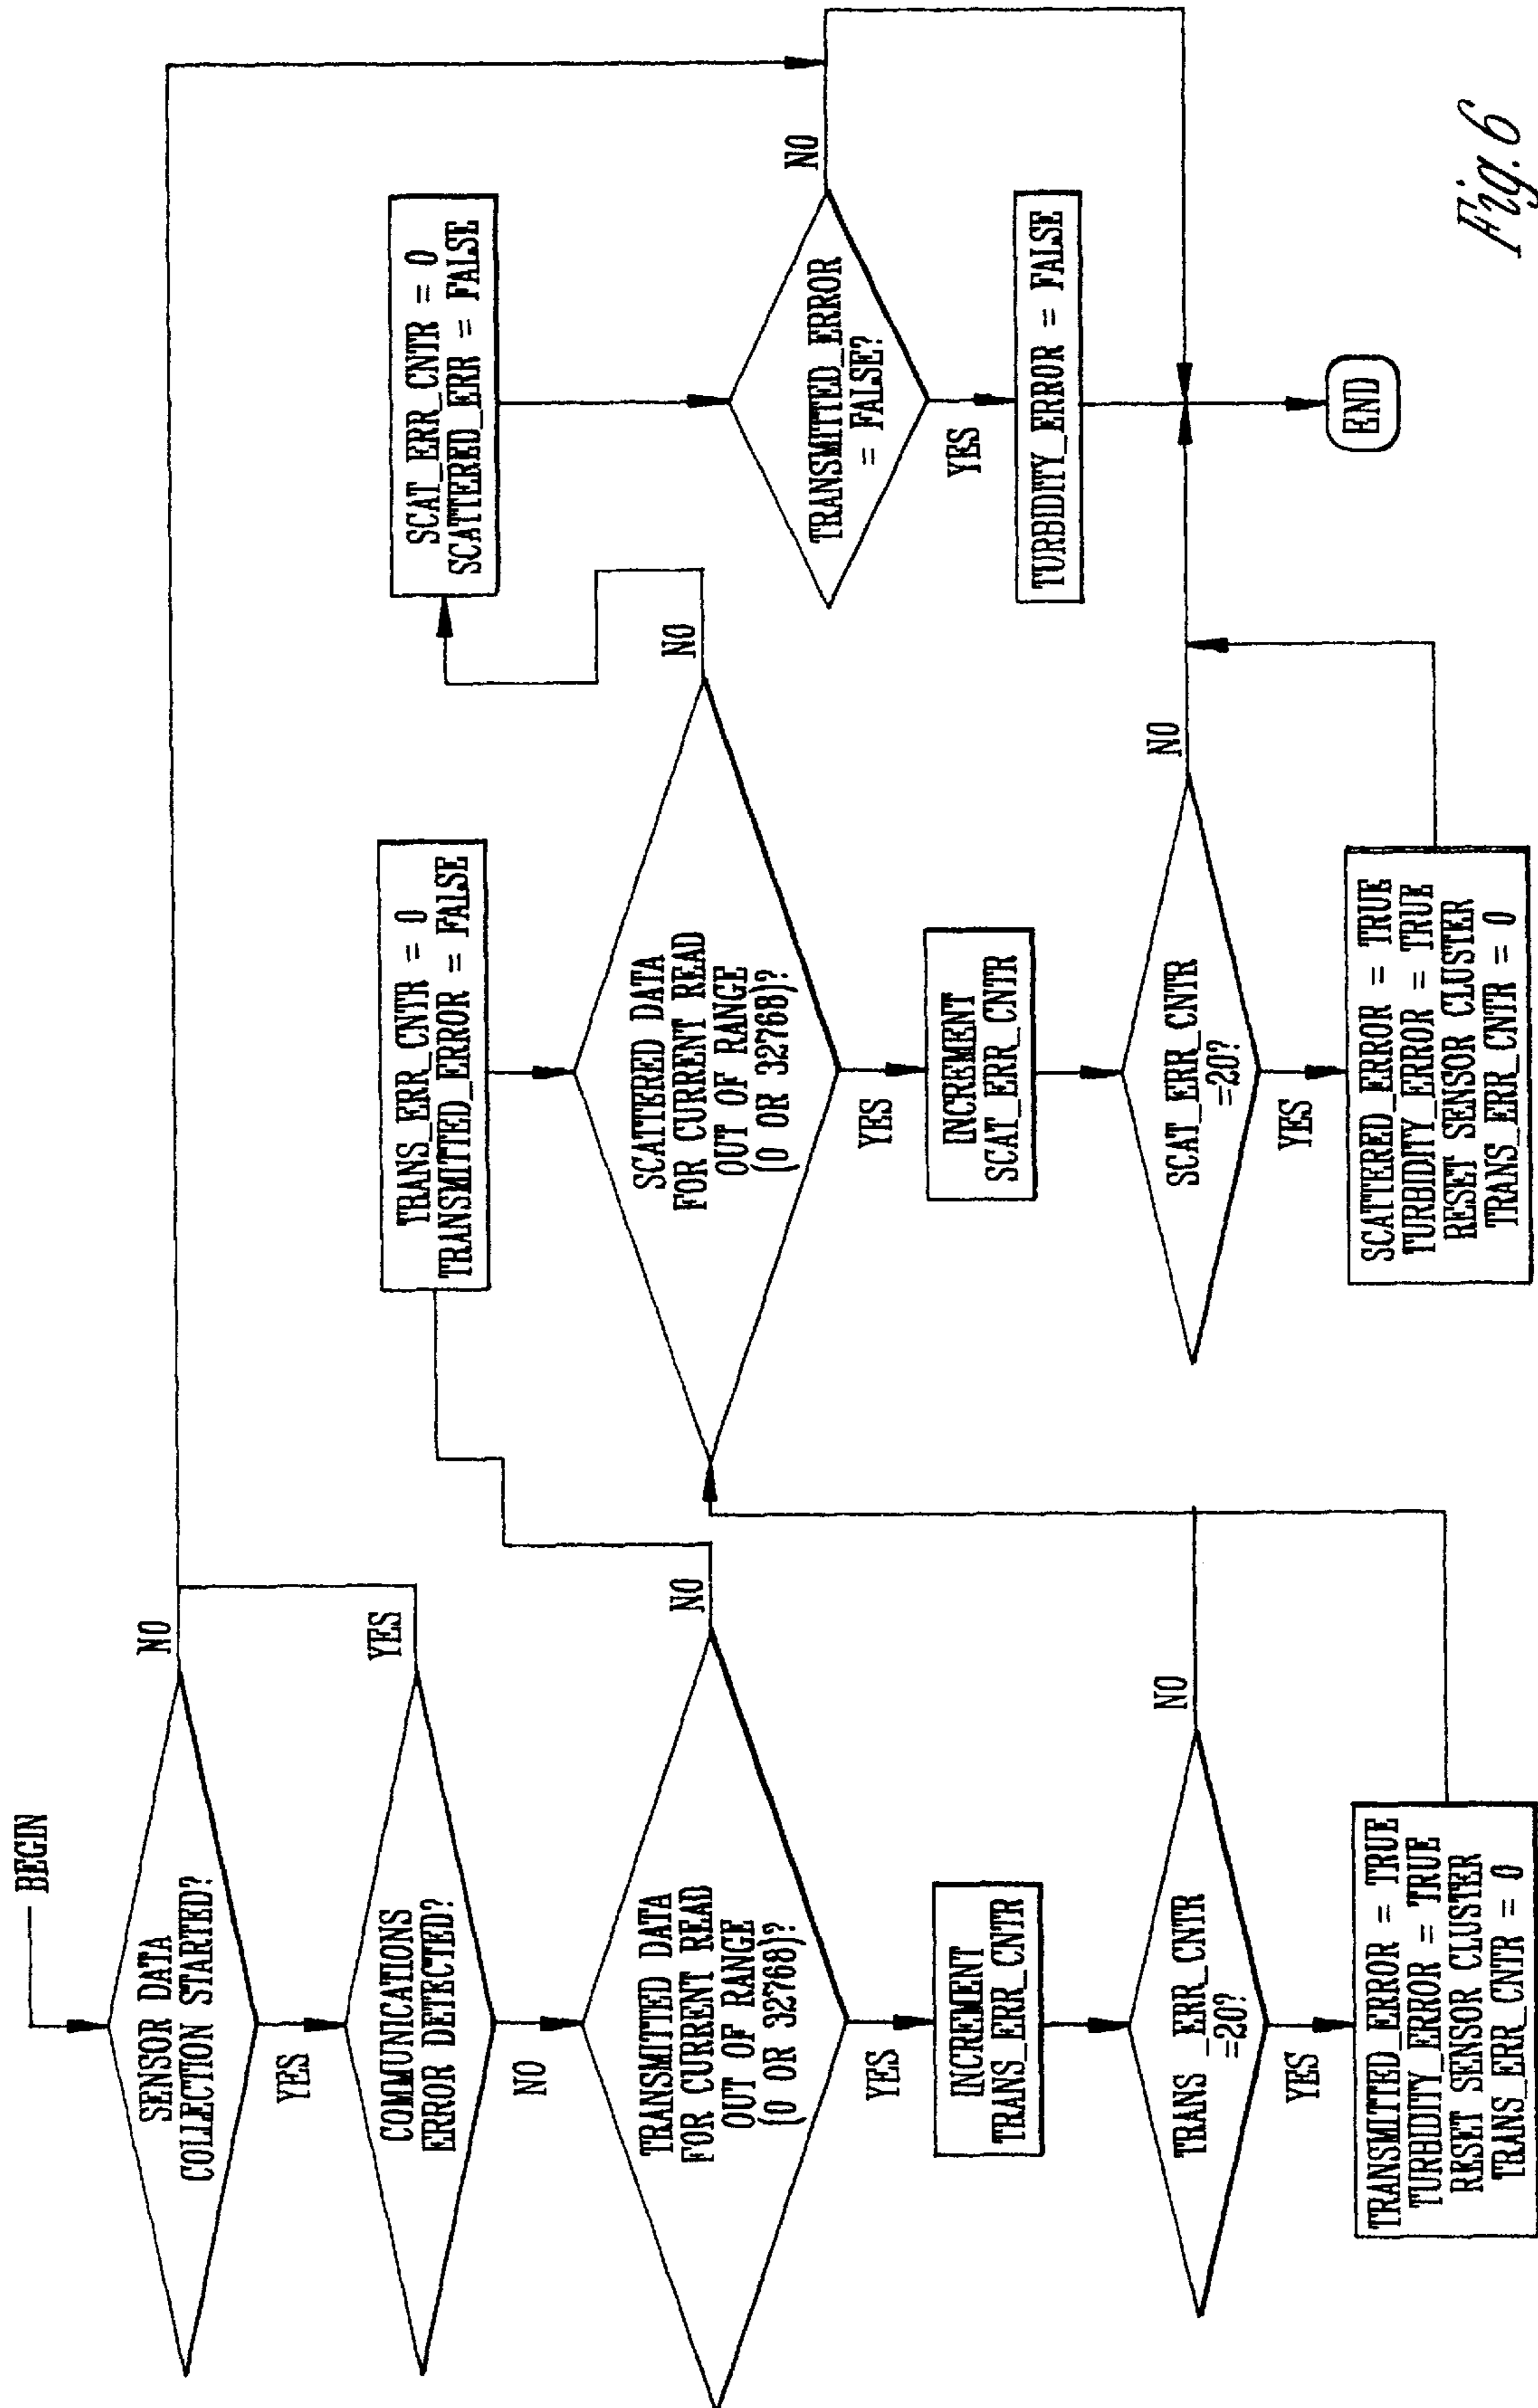 BEGIN
SENSOR DATA
COLLECTION STARTED?
NO
YES
COMMUNICATIONS
ERROR DETECTED?
YES
NO
TRANSMITTED DATA
FOR CURRENT READ
OUT OF RANGE
(0 OR 32768)?
NO
YES
INCREMENT
TRANS_ERR_CNTR
TRANS_ERR_CNTR
=20?
NO
YES
TRANSMITTED_ERROR = TRUE
TURBDITY_ERROR = TRUE
RESET SENSOR CLUSTER
TRANS_ERR_CNTR = 0
TRANS_ERR_CNTR = 0
TRANSMITTED_ERROR = FALSE
SCATTERED DATA
FOR CURRENT READ
OUT OF RANGE
(0 OR 32768)?
NO
YES
INCREMENT
SCAT_ERR_CNTR
SCAT_ERR_CNTR
=20?
NO
YES
SCATTERED_ERROR = TRUE
TURBIDITY_ERROR = TRUE
RESET SENSOR CLUSTER
TRANS_ERR_CNTR = 0
SCAT_ERR_CNTR = 0
SCATTERED_ERR = FALSE
TRANSMITTED_ERROR
= FALSE?
NO
YES
TURBIDITY_ERROR = FALSE
END
Fig. 6